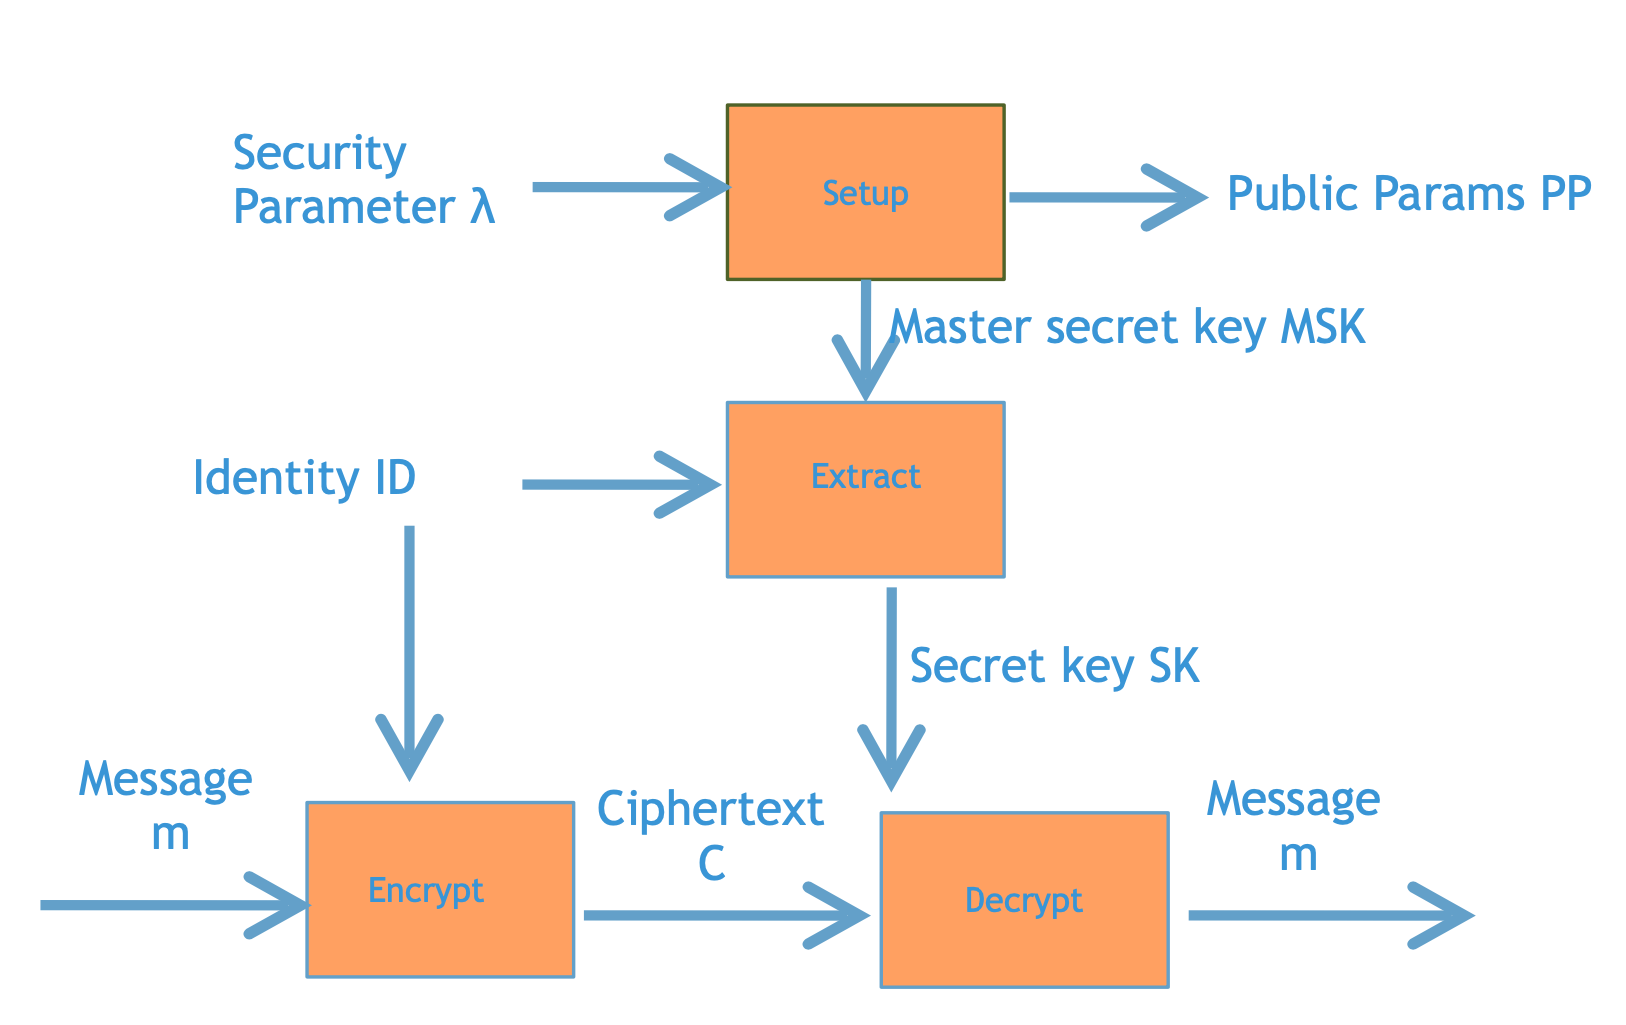 Security
Parameter λ
Setup
Public Params PP
Master secret key MSK
Identity ID
Extract
Secret key SK
Message
m
Encrypt
Ciphertext
C
Decrypt
Message
m